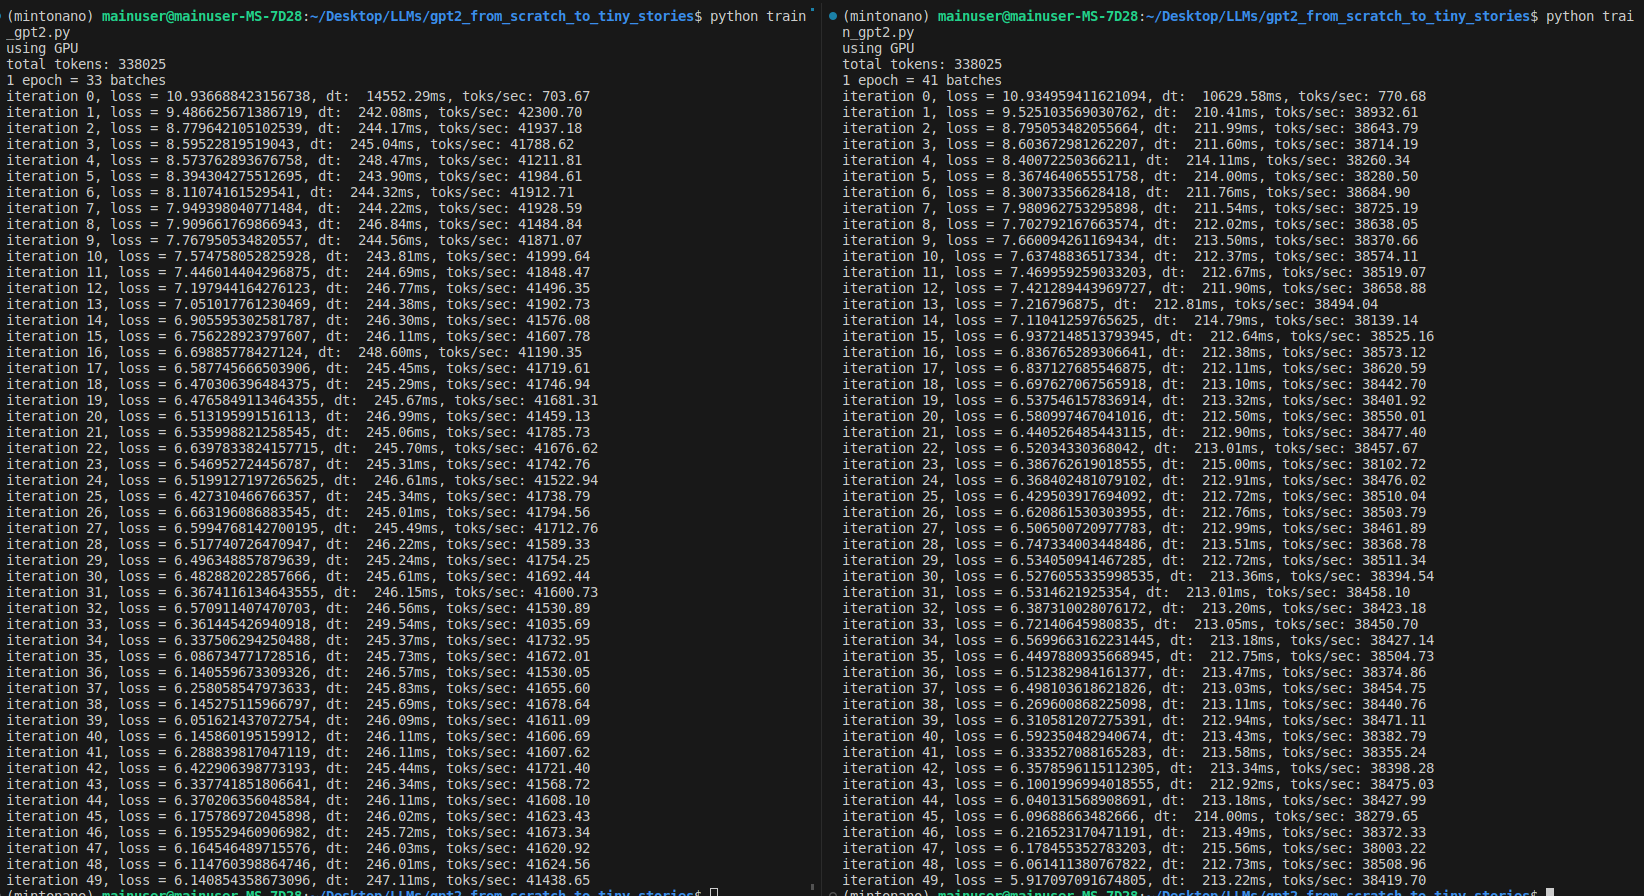 (mintonano) mainuser@mainuser-MS-7D28:~/Desktop/LLMs/gpt2_from_scratch_to_tiny_stories$ python train
_gpt2.py
using GPU
total tokens: 338025
1 epoch = 33 batches
iteration 0, loss = 10.936688423156738, dt:  14552.29ms, toks/sec: 703.67
iteration 1, loss = 9.486625671386719, dt:  242.08ms, toks/sec: 42300.70
iteration 2, loss = 8.779642105102539, dt:  244.17ms, toks/sec: 41937.18
iteration 3, loss = 8.59522819519043, dt:  245.04ms, toks/sec: 41788.62
iteration 4, loss = 8.573762893676758, dt:  248.47ms, toks/sec: 41211.81
iteration 5, loss = 8.394304275512695, dt:  243.90ms, toks/sec: 41984.61
iteration 6, loss = 8.11074161529541, dt:  244.32ms, toks/sec: 41912.71
iteration 7, loss = 7.949398040771484, dt:  244.22ms, toks/sec: 41928.59
iteration 8, loss = 7.909661769866943, dt:  246.84ms, toks/sec: 41484.84
iteration 9, loss = 7.767950534820557, dt:  244.56ms, toks/sec: 41871.07
iteration 10, loss = 7.574758052825928, dt:  243.81ms, toks/sec: 41999.64
iteration 11, loss = 7.446014404296875, dt:  244.69ms, toks/sec: 41848.47
iteration 12, loss = 7.197944164276123, dt:  246.77ms, toks/sec: 41496.35
iteration 13, loss = 7.051017761230469, dt:  244.38ms, toks/sec: 41902.73
iteration 14, loss = 6.905595302581787, dt:  246.30ms, toks/sec: 41576.08
iteration 15, loss = 6.756228923797607, dt:  246.11ms, toks/sec: 41607.78
iteration 16, loss = 6.69885778427124, dt:  248.60ms, toks/sec: 41190.35
iteration 17, loss = 6.587745666503906, dt:  245.45ms, toks/sec: 41719.61
iteration 18, loss = 6.470306396484375, dt:  245.29ms, toks/sec: 41746.94
iteration 19, loss = 6.4765849113464355, dt:  245.67ms, toks/sec: 41681.31
iteration 20, loss = 6.513195991516113, dt:  246.99ms, toks/sec: 41459.13
iteration 21, loss = 6.535998821258545, dt:  245.06ms, toks/sec: 41785.73
iteration 22, loss = 6.6397833824157715, dt:  245.70ms, toks/sec: 41676.62
iteration 23, loss = 6.546952724456787, dt:  245.31ms, toks/sec: 41742.76
iteration 24, loss = 6.5199127197265625, dt:  246.61ms, toks/sec: 41522.94
iteration 25, loss = 6.427310466766357, dt:  245.34ms, toks/sec: 41738.79
iteration 26, loss = 6.663196086883545, dt:  245.01ms, toks/sec: 41794.56
iteration 27, loss = 6.5994768142700195, dt:  245.49ms, toks/sec: 41712.76
iteration 28, loss = 6.517740726470947, dt:  246.22ms, toks/sec: 41589.33
iteration 29, loss = 6.496348857879639, dt:  245.24ms, toks/sec: 41754.25
iteration 30, loss = 6.482882022857666, dt:  245.61ms, toks/sec: 41692.44
iteration 31, loss = 6.3674116134643555, dt:  246.15ms, toks/sec: 41600.73
iteration 32, loss = 6.570911407470703, dt:  246.56ms, toks/sec: 41530.89
iteration 33, loss = 6.361445426940918, dt:  249.54ms, toks/sec: 41035.69
iteration 34, loss = 6.337506294250488, dt:  245.37ms, toks/sec: 41732.95
iteration 35, loss = 6.086734771728516, dt:  245.73ms, toks/sec: 41672.01
iteration 36, loss = 6.140559673309326, dt:  246.57ms, toks/sec: 41530.05
iteration 37, loss = 6.258058547973633, dt:  245.83ms, toks/sec: 41655.60
iteration 38, loss = 6.145275115966797, dt:  245.69ms, toks/sec: 41678.64
iteration 39, loss = 6.051621437072754, dt:  246.09ms, toks/sec: 41611.09
iteration 40, loss = 6.145860195159912, dt:  246.11ms, toks/sec: 41606.69
iteration 41, loss = 6.288839817047119, dt:  246.11ms, toks/sec: 41607.62
iteration 42, loss = 6.422906398773193, dt:  245.44ms, toks/sec: 41721.40
iteration 43, loss = 6.337741851806641, dt:  246.34ms, toks/sec: 41568.72
iteration 44, loss = 6.370206356048584, dt:  246.11ms, toks/sec: 41608.10
iteration 45, loss = 6.175786972045898, dt:  246.02ms, toks/sec: 41623.43
iteration 46, loss = 6.195529460906982, dt:  245.72ms, toks/sec: 41673.34
iteration 47, loss = 6.164546489715576, dt:  246.03ms, toks/sec: 41620.92
iteration 48, loss = 6.114760398864746, dt:  246.01ms, toks/sec: 41624.56
iteration 49, loss = 6.140854358673096, dt:  247.11ms, toks/sec: 41438.65
(mintonano) mainuser@mainuser-MS-7D28:~/Desktop/LLMs/gpt2_from_scratch_to_tiny_stories$
(mintonano) mainuser@mainuser-MS-7D28:~/Desktop/LLMs/gpt2_from_scratch_to_tiny_stories$ python trai
n_gpt2.py
using GPU
total tokens: 338025
1 epoch = 41 batches
iteration 0, loss = 10.934959411621094, dt:  10629.58ms, toks/sec: 770.68
iteration 1, loss = 9.525103569030762, dt:  210.41ms, toks/sec: 38932.61
iteration 2, loss = 8.795053482055664, dt:  211.99ms, toks/sec: 38643.79
iteration 3, loss = 8.603672981262207, dt:  211.60ms, toks/sec: 38714.19
iteration 4, loss = 8.40072250366211, dt:  214.11ms, toks/sec: 38260.34
iteration 5, loss = 8.367464065551758, dt:  214.00ms, toks/sec: 38280.50
iteration 6, loss = 8.30073356628418, dt:  211.76ms, toks/sec: 38684.90
iteration 7, loss = 7.980962753295898, dt:  211.54ms, toks/sec: 38725.19
iteration 8, loss = 7.702792167663574, dt:  212.02ms, toks/sec: 38638.05
iteration 9, loss = 7.660094261169434, dt:  213.50ms, toks/sec: 38370.66
iteration 10, loss = 7.63748836517334, dt:  212.37ms, toks/sec: 38574.11
iteration 11, loss = 7.469959259033203, dt:  212.67ms, toks/sec: 38519.07
iteration 12, loss = 7.421289443969727, dt:  211.90ms, toks/sec: 38658.88
iteration 13, loss = 7.216796875, dt:  212.81ms, toks/sec: 38494.04
iteration 14, loss = 7.11041259765625, dt:  214.79ms, toks/sec: 38139.14
iteration 15, loss = 6.9372148513793945, dt:  212.64ms, toks/sec: 38525.16
iteration 16, loss = 6.836765289306641, dt:  212.38ms, toks/sec: 38573.12
iteration 17, loss = 6.837127685546875, dt:  212.11ms, toks/sec: 38620.59
iteration 18, loss = 6.697627067565918, dt:  213.10ms, toks/sec: 38442.70
iteration 19, loss = 6.537546157836914, dt:  213.32ms, toks/sec: 38401.92
iteration 20, loss = 6.580997467041016, dt:  212.50ms, toks/sec: 38550.01
iteration 21, loss = 6.440526485443115, dt:  212.90ms, toks/sec: 38477.40
iteration 22, loss = 6.52034330368042, dt:  213.01ms, toks/sec: 38457.67
iteration 23, loss = 6.386762619018555, dt:  215.00ms, toks/sec: 38102.72
iteration 24, loss = 6.368402481079102, dt:  212.91ms, toks/sec: 38476.02
iteration 25, loss = 6.429503917694092, dt:  212.72ms, toks/sec: 38510.04
iteration 26, loss = 6.620861530303955, dt:  212.76ms, toks/sec: 38503.79
iteration 27, loss = 6.506500720977783, dt:  212.99ms, toks/sec: 38461.89
iteration 28, loss = 6.747334003448486, dt:  213.51ms, toks/sec: 38368.78
iteration 29, loss = 6.534050941467285, dt:  212.72ms, toks/sec: 38511.34
iteration 30, loss = 6.5276055335998535, dt:  213.36ms, toks/sec: 38394.54
iteration 31, loss = 6.5314621925354, dt:  213.01ms, toks/sec: 38458.10
iteration 32, loss = 6.387310028076172, dt:  213.20ms, toks/sec: 38423.18
iteration 33, loss = 6.72140645980835, dt:  213.05ms, toks/sec: 38450.70
iteration 34, loss = 6.5699663162231445, dt:  213.18ms, toks/sec: 38427.14
iteration 35, loss = 6.4497880935668945, dt:  212.75ms, toks/sec: 38504.73
iteration 36, loss = 6.512382984161377, dt:  213.47ms, toks/sec: 38374.86
iteration 37, loss = 6.498103618621826, dt:  213.03ms, toks/sec: 38454.75
iteration 38, loss = 6.269600868225098, dt:  213.11ms, toks/sec: 38440.76
iteration 39, loss = 6.310581207275391, dt:  212.94ms, toks/sec: 38471.11
iteration 40, loss = 6.592350482940674, dt:  213.43ms, toks/sec: 38382.79
iteration 41, loss = 6.333527088165283, dt:  213.58ms, toks/sec: 38355.24
iteration 42, loss = 6.3578596115112305, dt:  213.34ms, toks/sec: 38398.28
iteration 43, loss = 6.1001996994018555, dt:  212.92ms, toks/sec: 38475.03
iteration 44, loss = 6.040131568908691, dt:  213.18ms, toks/sec: 38427.99
iteration 45, loss = 6.09688663482666, dt:  214.00ms, toks/sec: 38279.65
iteration 46, loss = 6.216523170471191, dt:  213.49ms, toks/sec: 38372.33
iteration 47, loss = 6.178455352783203, dt:  215.56ms, toks/sec: 38003.22
iteration 48, loss = 6.061411380767822, dt:  212.73ms, toks/sec: 38508.96
iteration 49, loss = 5.917097091674805, dt:  213.22ms, toks/sec: 38419.70
(mintonano) mainuser@mainuser-MS-7D28:~/Desktop/LLMs/gpt2_from_scratch_to_tiny_stories$